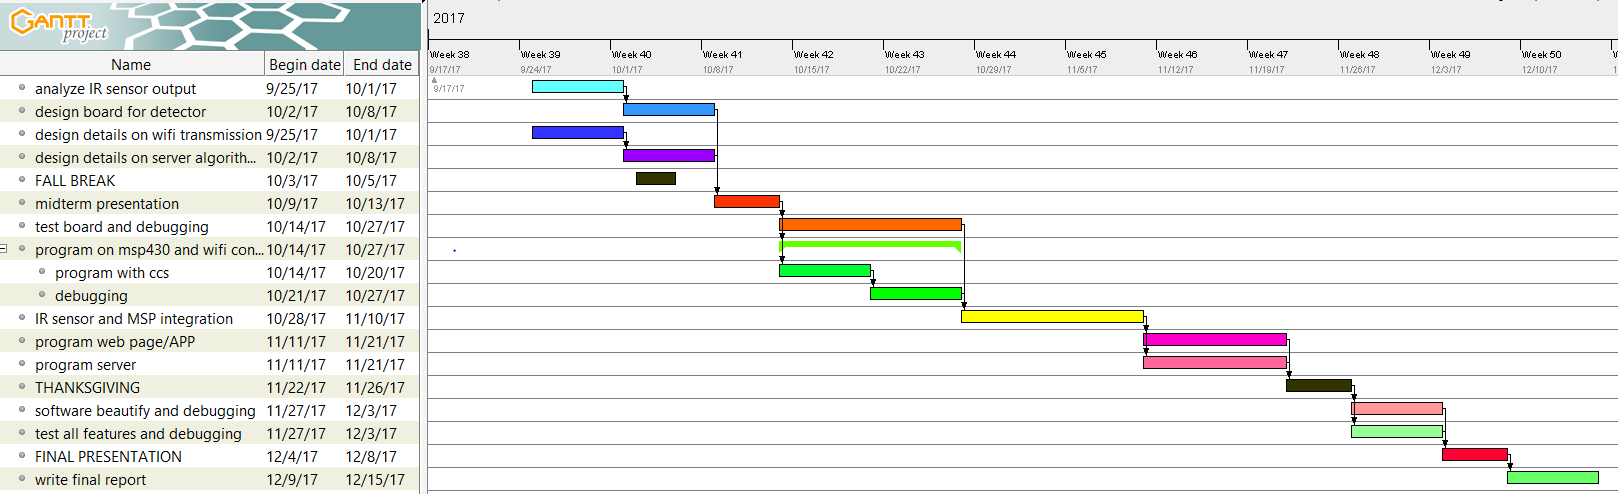 GANTT
project
2017
Week 38 Week 39 Week 40 Week 41 Week 42 Week 43 Week 44 Week 45 Week 46 Week 47 Week 48 Week 49 Week 50
Name Begin date End date
9/17/17 9/24/17 10/1/17 10/8/17 10/15/17 10/22/17 10/29/17 11/5/17 11/12/17 11/19/17 11/26/17 12/3/17 12/10/17
9/17/17
analyze IR sensor output 9/25/17 10/1/17
design board for detector 10/2/17 10/8/17
design details on wifi transmission 9/25/17 10/1/17
design details on server algorith... 10/2/17 10/8/17
FALL BREAK 10/3/17 10/5/17
midterm presentation 10/9/17 10/13/17
test board and debugging 10/14/17 10/27/17
program on msp430 and wifi con... 10/14/17 10/27/17
program with ccs 10/14/17 10/20/17
debugging 10/21/17 10/27/17
IR sensor and MSP integration 10/28/17 11/10/17
program web page/APP 11/11/17 11/21/17
program server 11/11/17 11/21/17
THANKSGIVING 11/22/17 11/26/17
software beautify and debugging 11/27/17 12/3/17
test all features and debugging 11/27/17 12/3/17
FINAL PRESENTATION 12/4/17 12/8/17
write final report 12/9/17 12/15/17